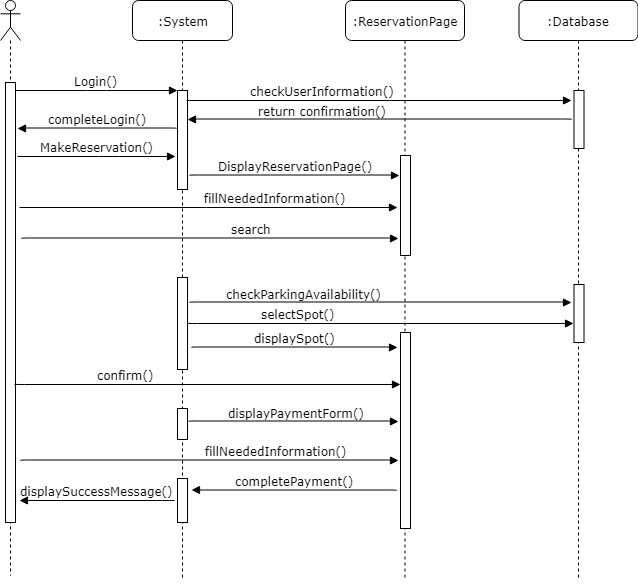 :System
:ReservationPage
:Database
Login()
checkUserInformation()
return confirmation()
completeLogin()
MakeReservation()
DisplayReservationPage()
fillNeededInformation()
search
checkParkingAvailability()
selectSpot()
displaySpot()
confirm()
displayPaymentForm()
fillNeededInformation()
completePayment()
displaySuccessMessage()